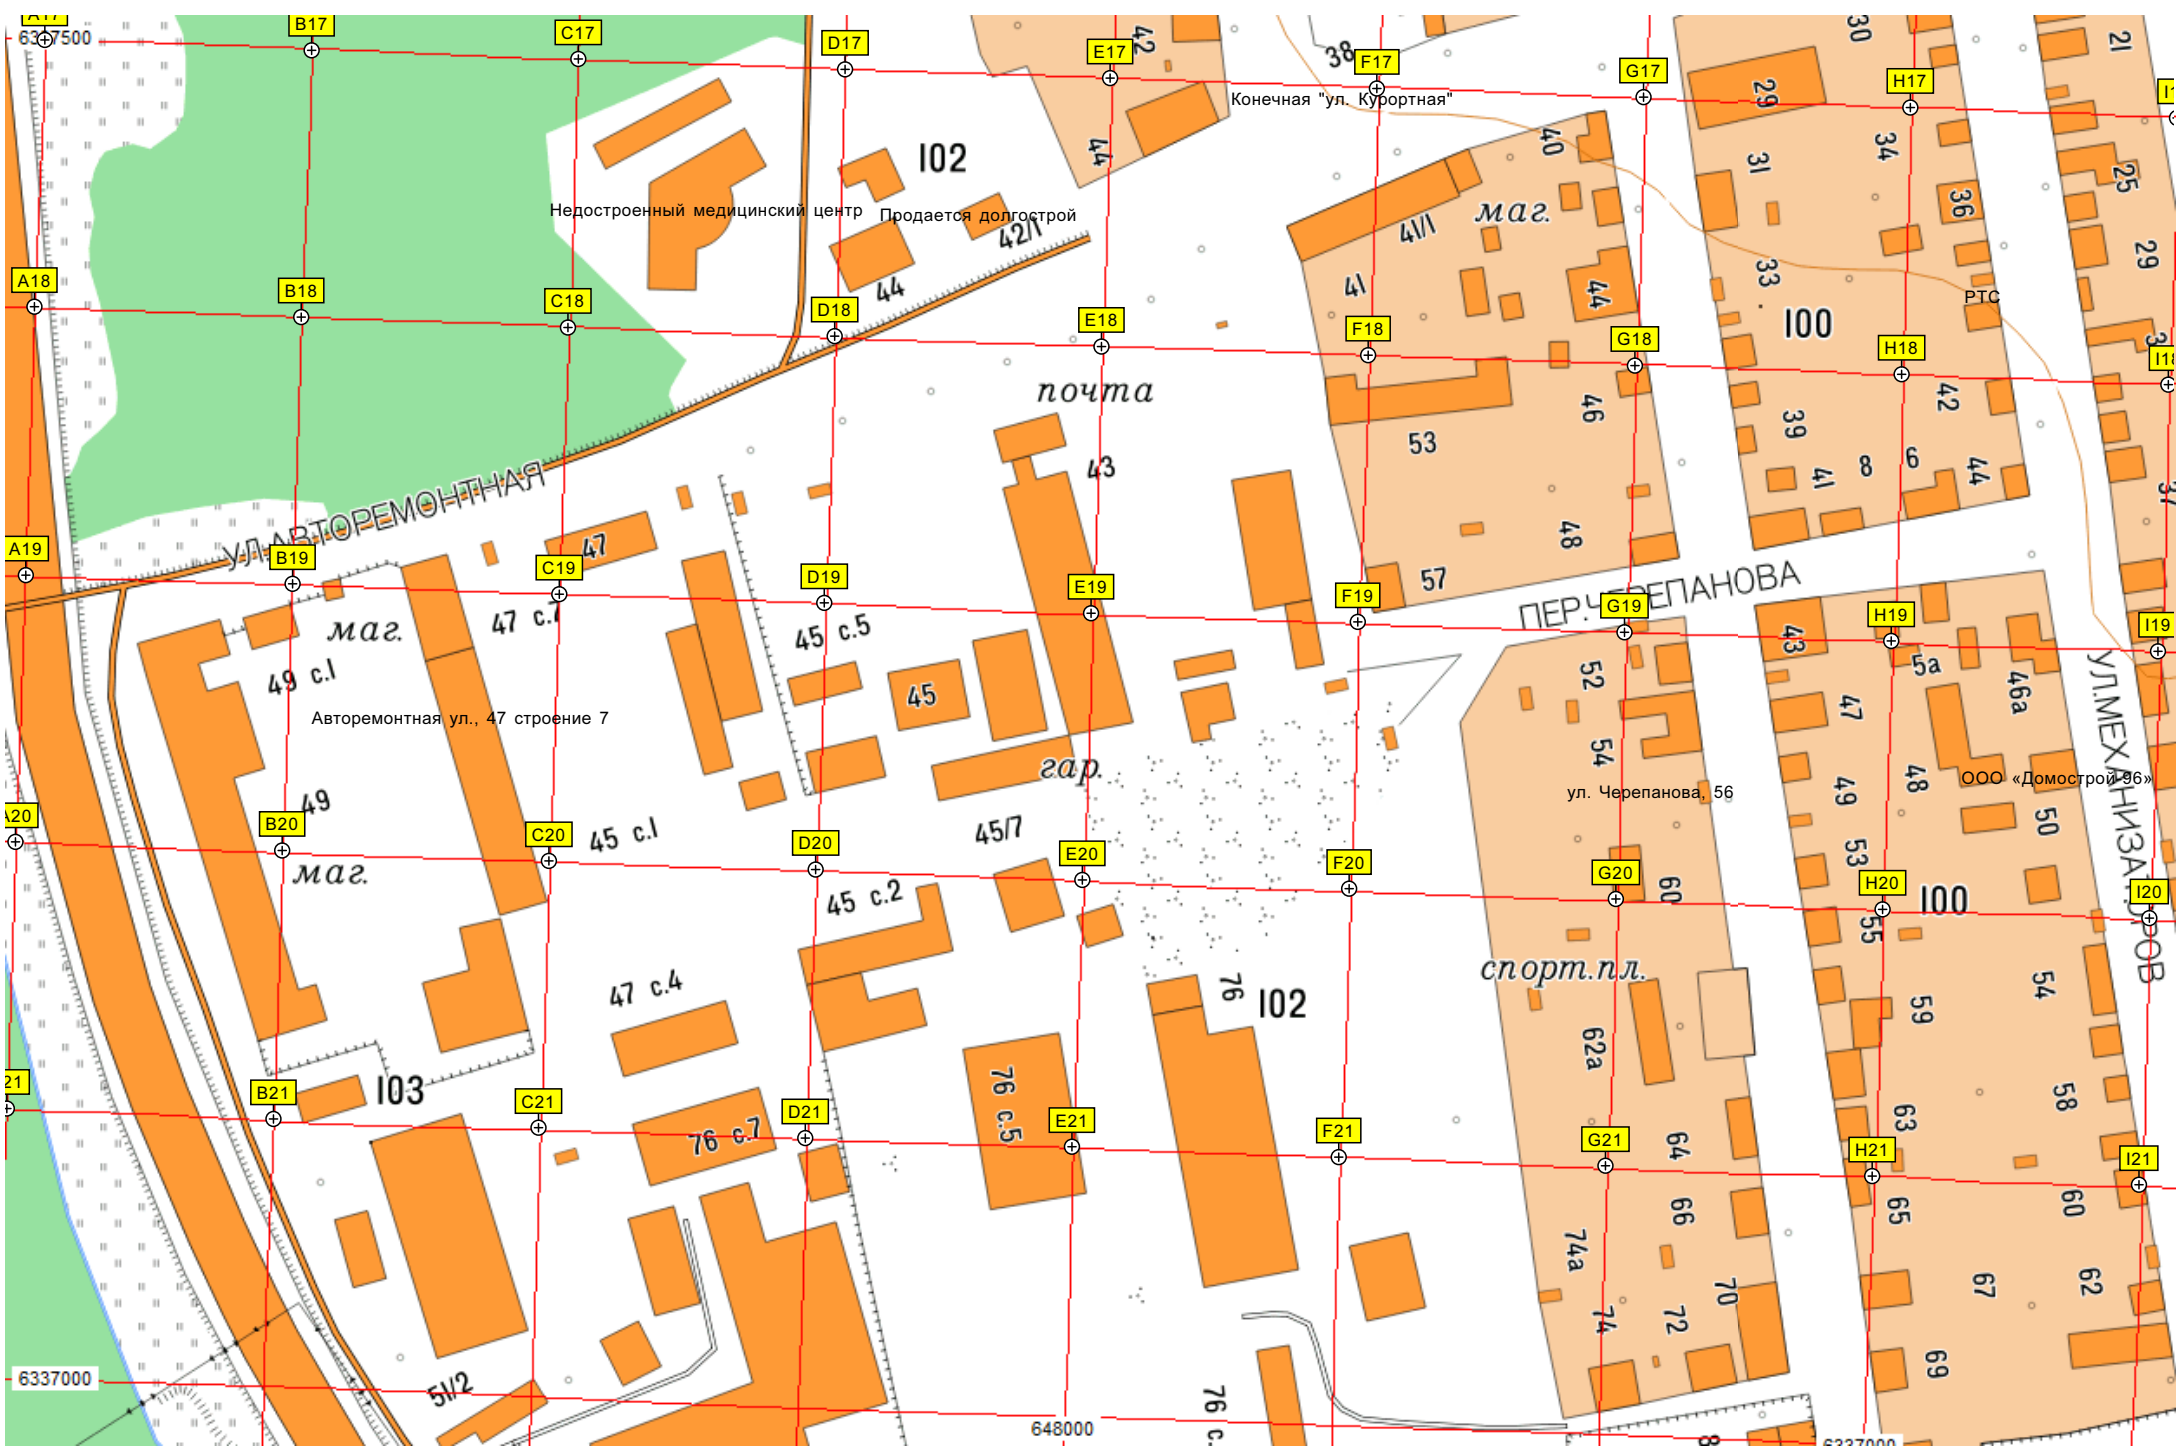 A17
B17
C17
D17
E17
F17
G17
H17
6337500
42
38
30
21
Конечная "ул. Курортная"
29
102
44
40
31
34
25
маг.
36
Недостроенный медицинский центр
Продается долгострой
42/1
41/1
29
A18
B18
C18
D18
E18
F18
G18
H18
I18
44
41
44
33
РТС
100
почта
46
39
42
53
43
41
8
6
44
37
УЛ.АВТОРЕМОНТНАЯ
47
48
57
ПЕР.ЧЕРЕПАНОВА
A19
B19
C19
D19
E19
F19
G19
H19
I19
маг.
47 с.7
45 с.5
43
5а
49 с.1
45
52
46а
47
УЛ.МЕХАНИЗАТОРОВ
Авторемонтная ул., 47 строение 7
гар.
54
48
ООО «Домострой-96»
ул. Черепанова, 56
49
49
50
A20
B20
C20
D20
E20
F20
G20
H20
I20
45 с.1
45/7
53
маг.
45 с.2
60
100
55
спорт.пл.
47 с.4
76
102
54
59
62а
103
76 с.5
58
63
B21
C21
D21
E21
F21
G21
H21
I21
21
76 с.7
64
66
65
60
74а
67
62
70
74
72
69
6337000
51/2
76 с.
648000
6337000